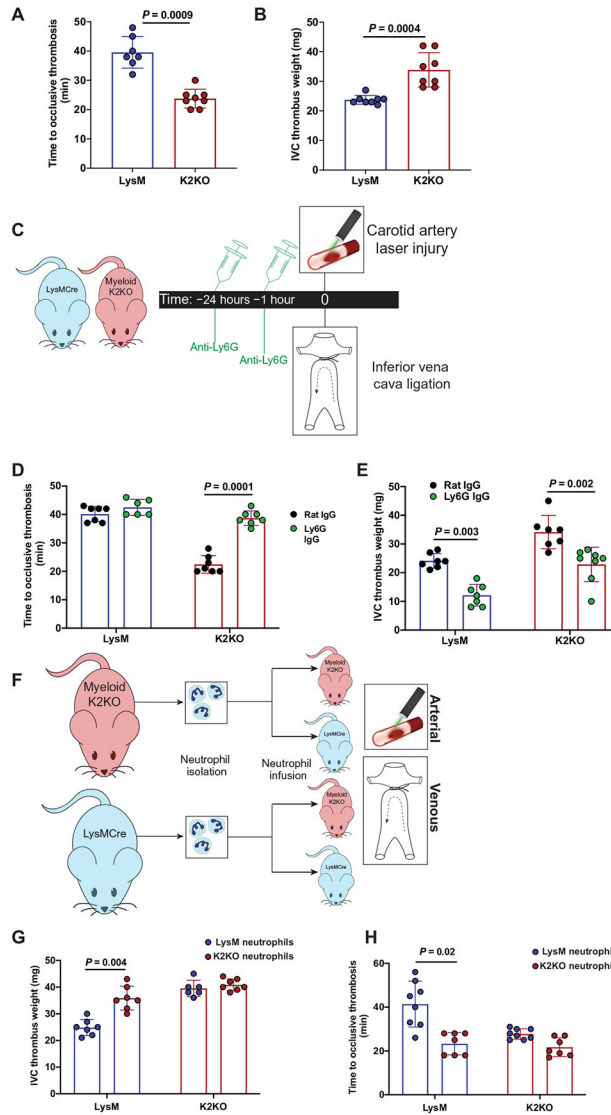 A
P = 0.0009
Time to occlusive thrombosis
(min)
50
40
30
20
10
0
LysM
K2KO
B
P = 0.0004
IVC thrombus weight (mg)
50
40
30
20
10
0
LysM
K2KO
C
LysMCre
Myeloid
K2KO
Time: −24 hours −1 hour
0
Anti-Ly6G
Anti-Ly6G
Carotid artery
laser injury
Inferior vena
cava ligation
D
P = 0.0001
Time to occlusive thrombosis
(min)
60
40
20
0
Rat IgG
Ly6G
IgG
LysM
K2KO
E
Rat IgG
Ly6G IgG
P = 0.002
P = 0.003
IVC thrombus weight (mg)
50
40
30
20
10
0
LysM
K2KO
F
Myeloid
K2KO
Neutrophil
isolation
Neutrophil
infusion
Myeloid
K2KO
LysMCre
Arterial
LysMCre
Myeloid
K2KO
LysMCre
Venous
G
LysM neutrophils
K2KO neutrophils
P = 0.004
IVC thrombus weight (mg)
50
40
30
20
10
0
LysM
K2KO
H
LysM neutrophil
K2KO neutrophil
P = 0.02
Time to occlusive thrombosis
(min)
60
40
20
0
LysM
K2KO